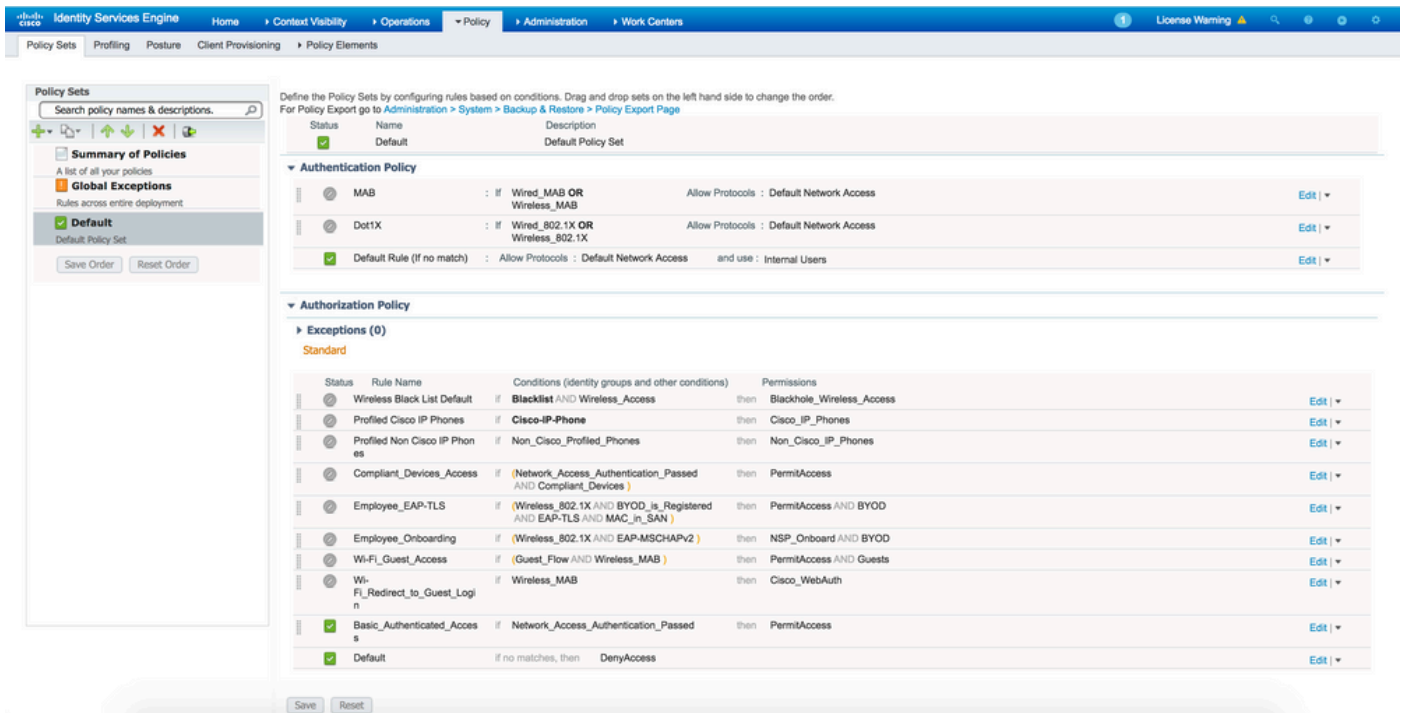 cisco Identity Services Engine Home Context Visibility Operations Policy Administration Work Centers 1 License Warning
Policy Sets Profiling Posture Client Provisioning Policy Elements
Policy Sets
Search policy names & descriptions.
Summary of Policies
A list of all your policies
Global Exceptions
Rules across entire deployment
Default
Default Policy Set
Save Order Reset Order
Define the Policy Sets by configuring rules based on conditions. Drag and drop sets on the left hand side to change the order.
For Policy Export go to Administration > System > Backup & Restore > Policy Export Page
Status Name Description
Default Default Policy Set
Authentication Policy
MAB : If Wired_MAB OR Allow Protocols : Default Network Access Edit |
Wireless_MAB
Dot1X : If Wired_802.1X OR Allow Protocols : Default Network Access Edit |
Wireless_802.1X
Default Rule (If no match) : Allow Protocols : Default Network Access and use : Internal Users Edit |
Authorization Policy
Exceptions (0)
Standard
Status Rule Name Conditions (identity groups and other conditions) Permissions
Wireless Black List Default if Blacklist AND Wireless_Access then Blackhole_Wireless_Access Edit |
Profiled Cisco IP Phones if Cisco-IP-Phone then Cisco_IP_Phones Edit |
Profiled Non Cisco IP Phon if Non_Cisco_Profiled_Phones then Non_Cisco_IP_Phones Edit |
es
Compliant_Devices_Access if (Network_Access_Authentication_Passed then PermitAccess Edit |
AND Compliant_Devices )
Employee_EAP-TLS if (Wireless_802.1X AND BYOD_is_Registered then PermitAccess AND BYOD Edit |
AND EAP-TLS AND MAC_in_SAN )
Employee_Onboarding if (Wireless_802.1X AND EAP-MSCHAPv2 ) then NSP_Onboard AND BYOD Edit |
Wi-Fi_Guest_Access if (Guest_Flow AND Wireless_MAB ) then PermitAccess AND Guests Edit |
Wi- if Wireless_MAB then Cisco_WebAuth Edit |
Fi_Redirect_to_Guest_Logi
n
Basic_Authenticated_Acces if Network_Access_Authentication_Passed then PermitAccess Edit |
s
Default if no matches, then DenyAccess Edit |
Save Reset